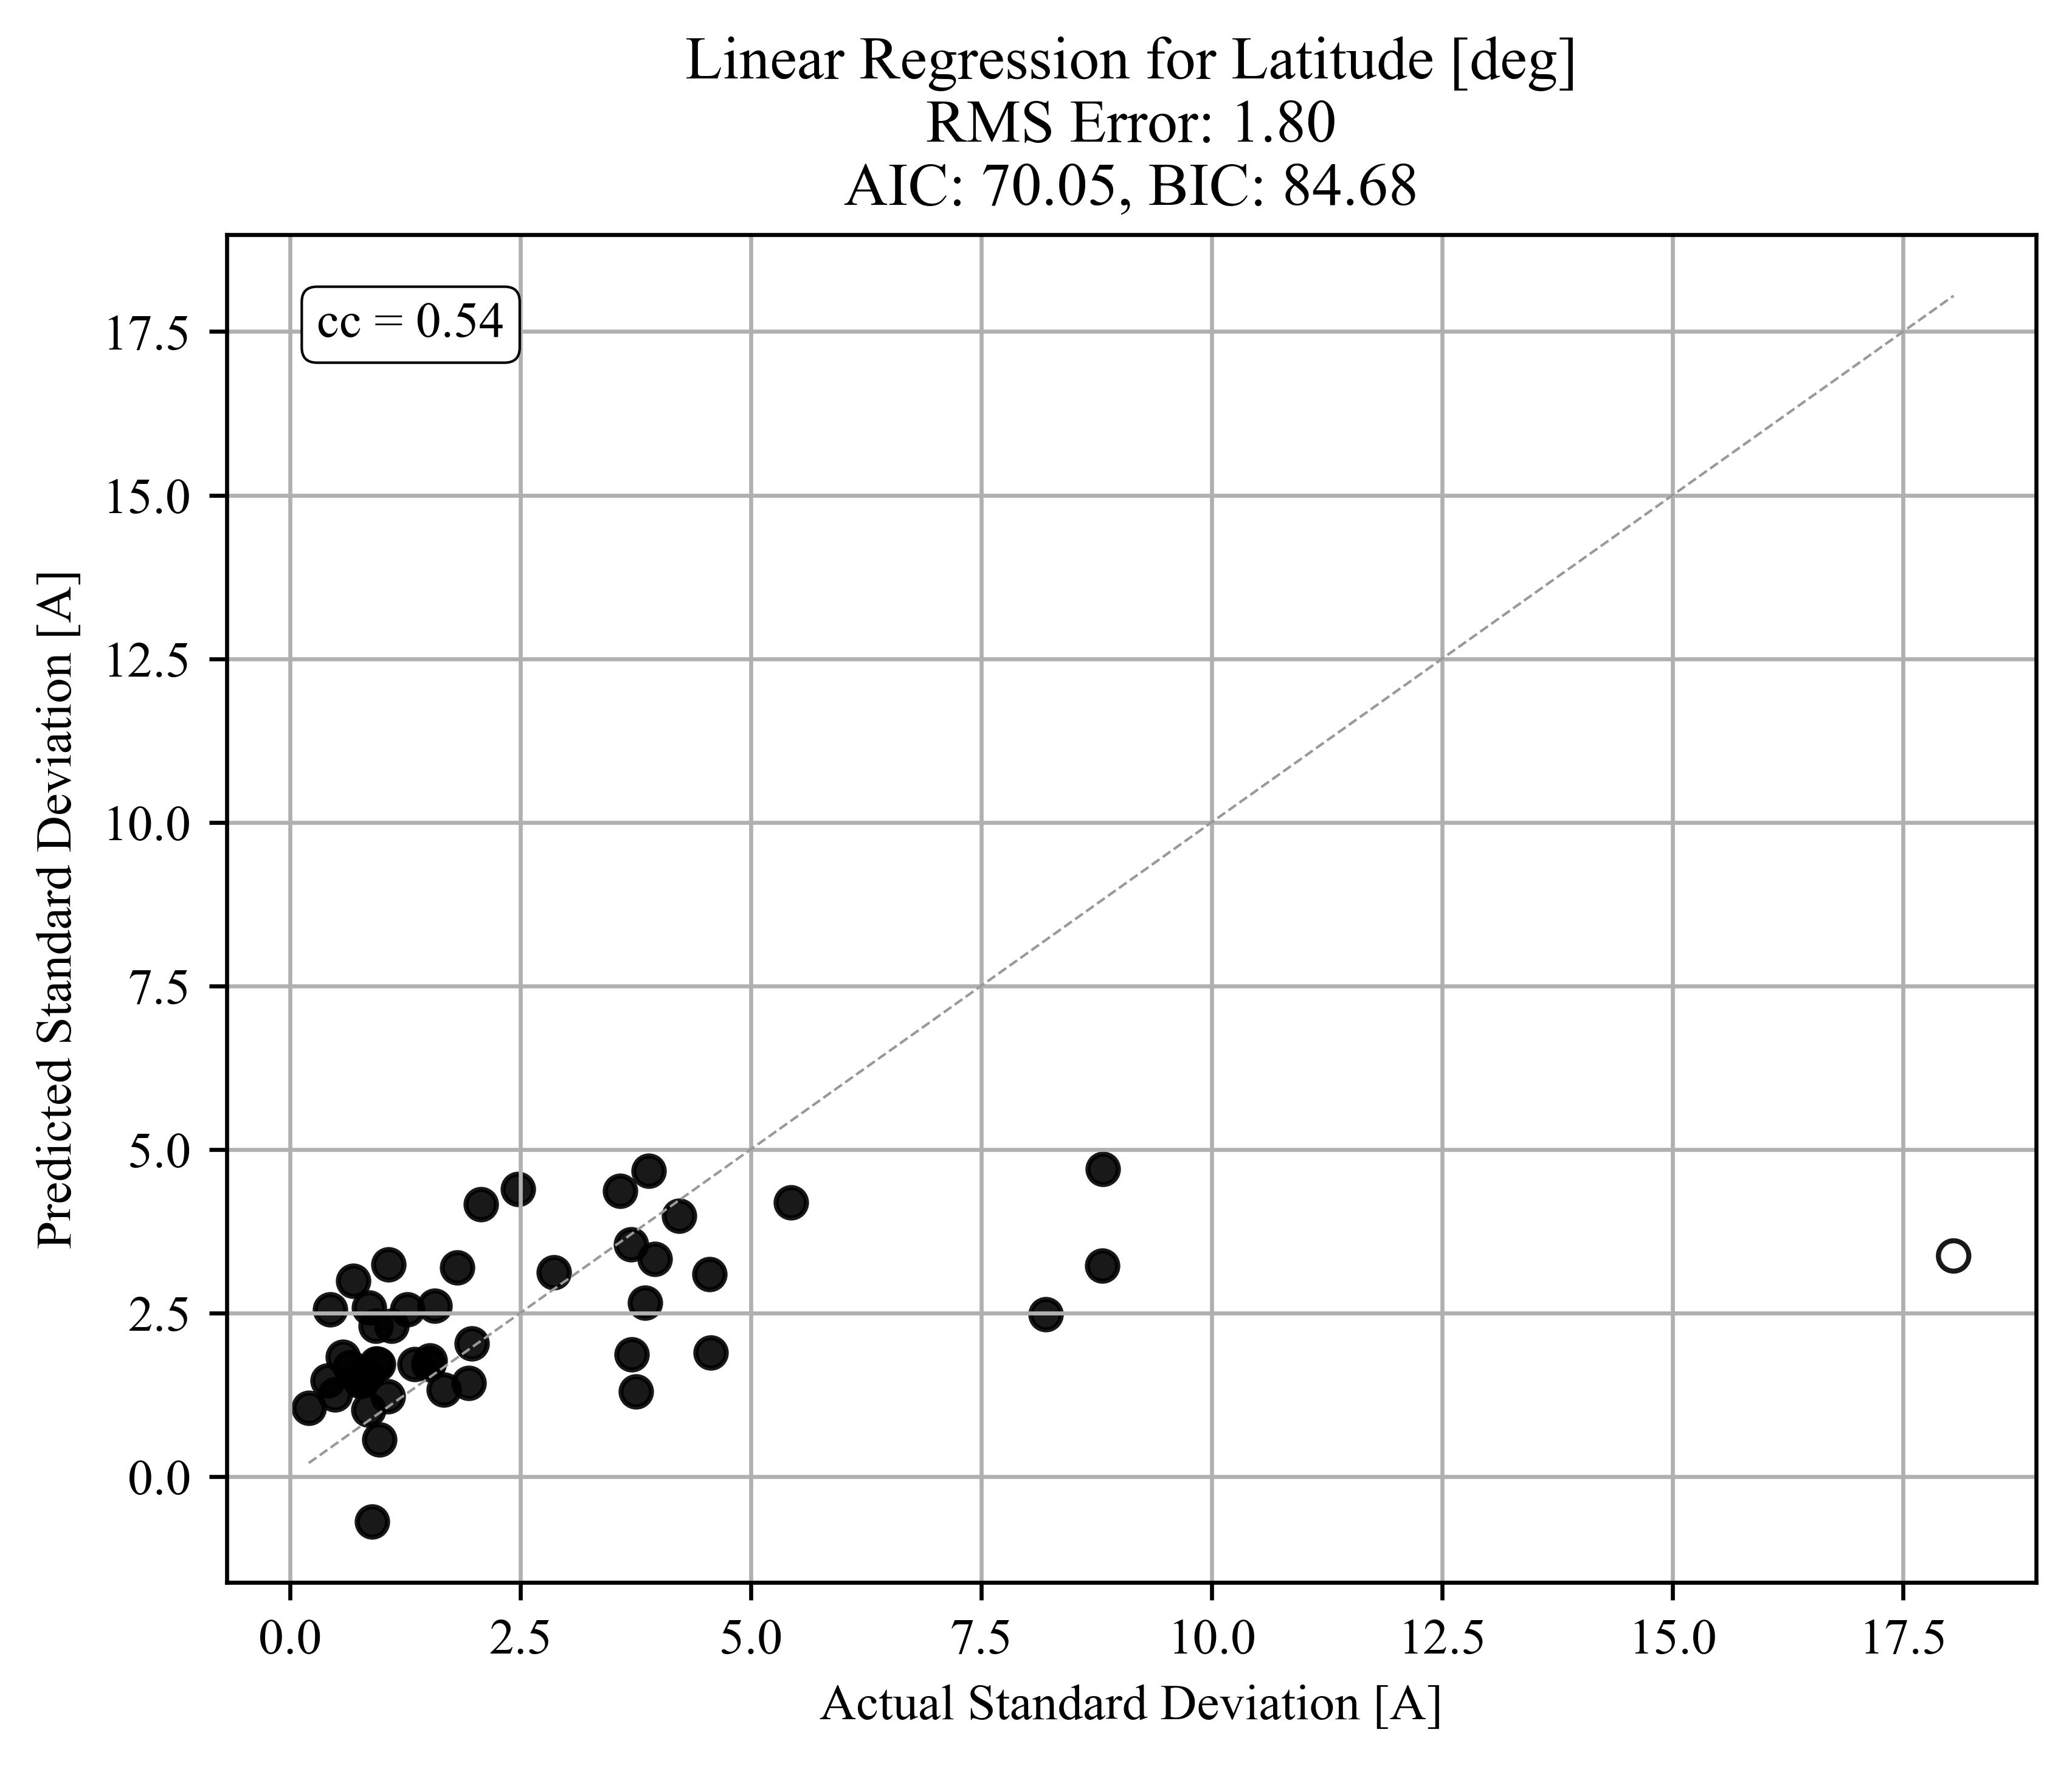 Linear Regression for Latitude [deg]
RMS Error: 1.80
AIC: 70.05, BIC: 84.68
cc = 0.54
17.5
15.0
12.5
10.0
7.5
5.0
2.5
0.0
Predicted Standard Deviation [A]
0.0 2.5 5.0 7.5 10.0 12.5 15.0 17.5
Actual Standard Deviation [A]